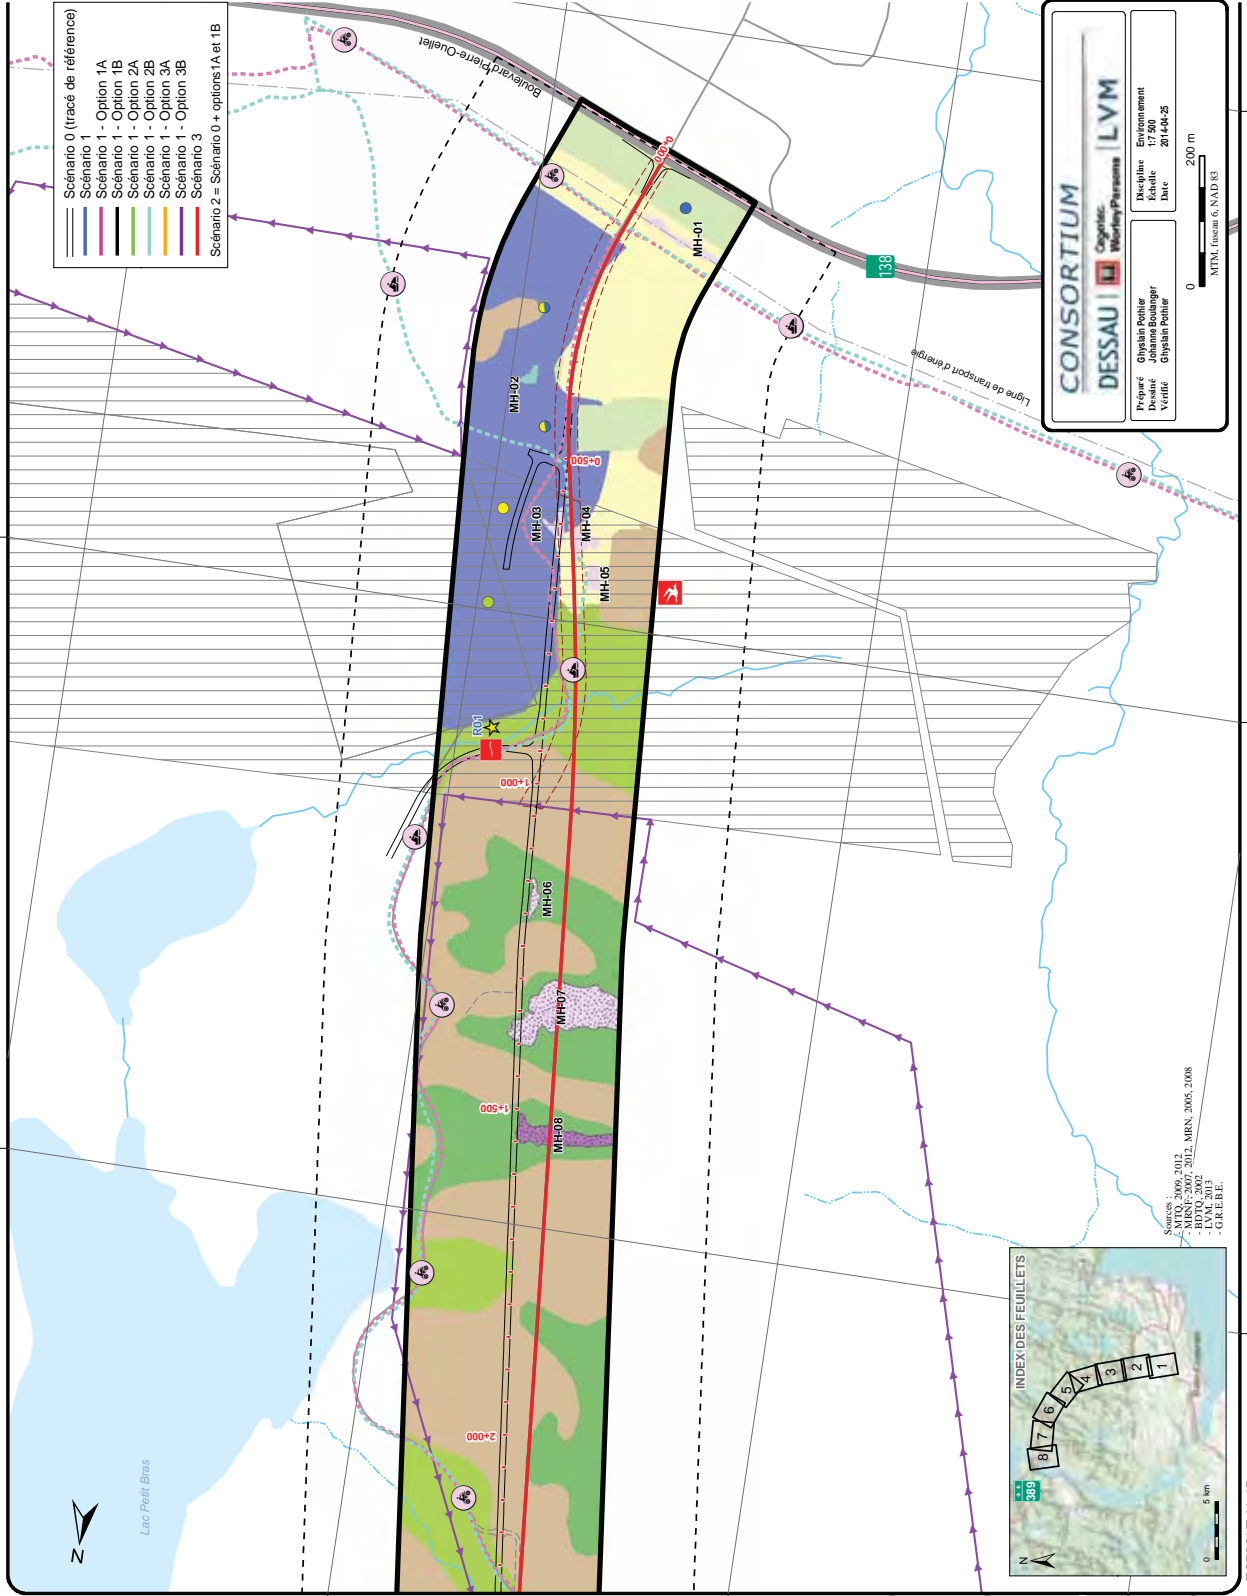 Scénario 0 (tracé de référence)
Scénario 1
Scénario 1 - Option 1A
Scénario 1 - Option 1B
Scénario 1 - Option 2A
Scénario 1 - Option 2B
Scénario 1 - Option 3A
Scénario 1 - Option 3B
Scénario 3
Scénario 2 = Scénario 0 + options1A et 1B
Boulevard Pierre-Ouellet
0+000
MH-01
138
MH-02
0+500
MH-03
MH-04
MH-05
Ligne de transport d'énergie
R01
1+000
MH-06
MH-07
1+500
MH-08
2+000
Lac Petit Bras
N
CONSORTIUM
DESSAU
Cegertec
WorleyParsons
LVM
Préparé Ghyslain Pothier
Dessiné Johanne Boulanger
Vérifié Ghyslain Pothier
Discipline Environnement
Échelle 1:7 500
Date 2014-04-25
0 200 m
MTM, fuseau 6, NAD 83
Sources :
- MTQ, 2009, 2012
- MRNF, 2007, 2012, MRN, 2005, 2008
- BDTQ, 2002
- LVM, 2013
- G.R.E.B.E.
INDEX DES FEUILLETS
389
8 7 6 5 4 3 2 1
N
0 5 km